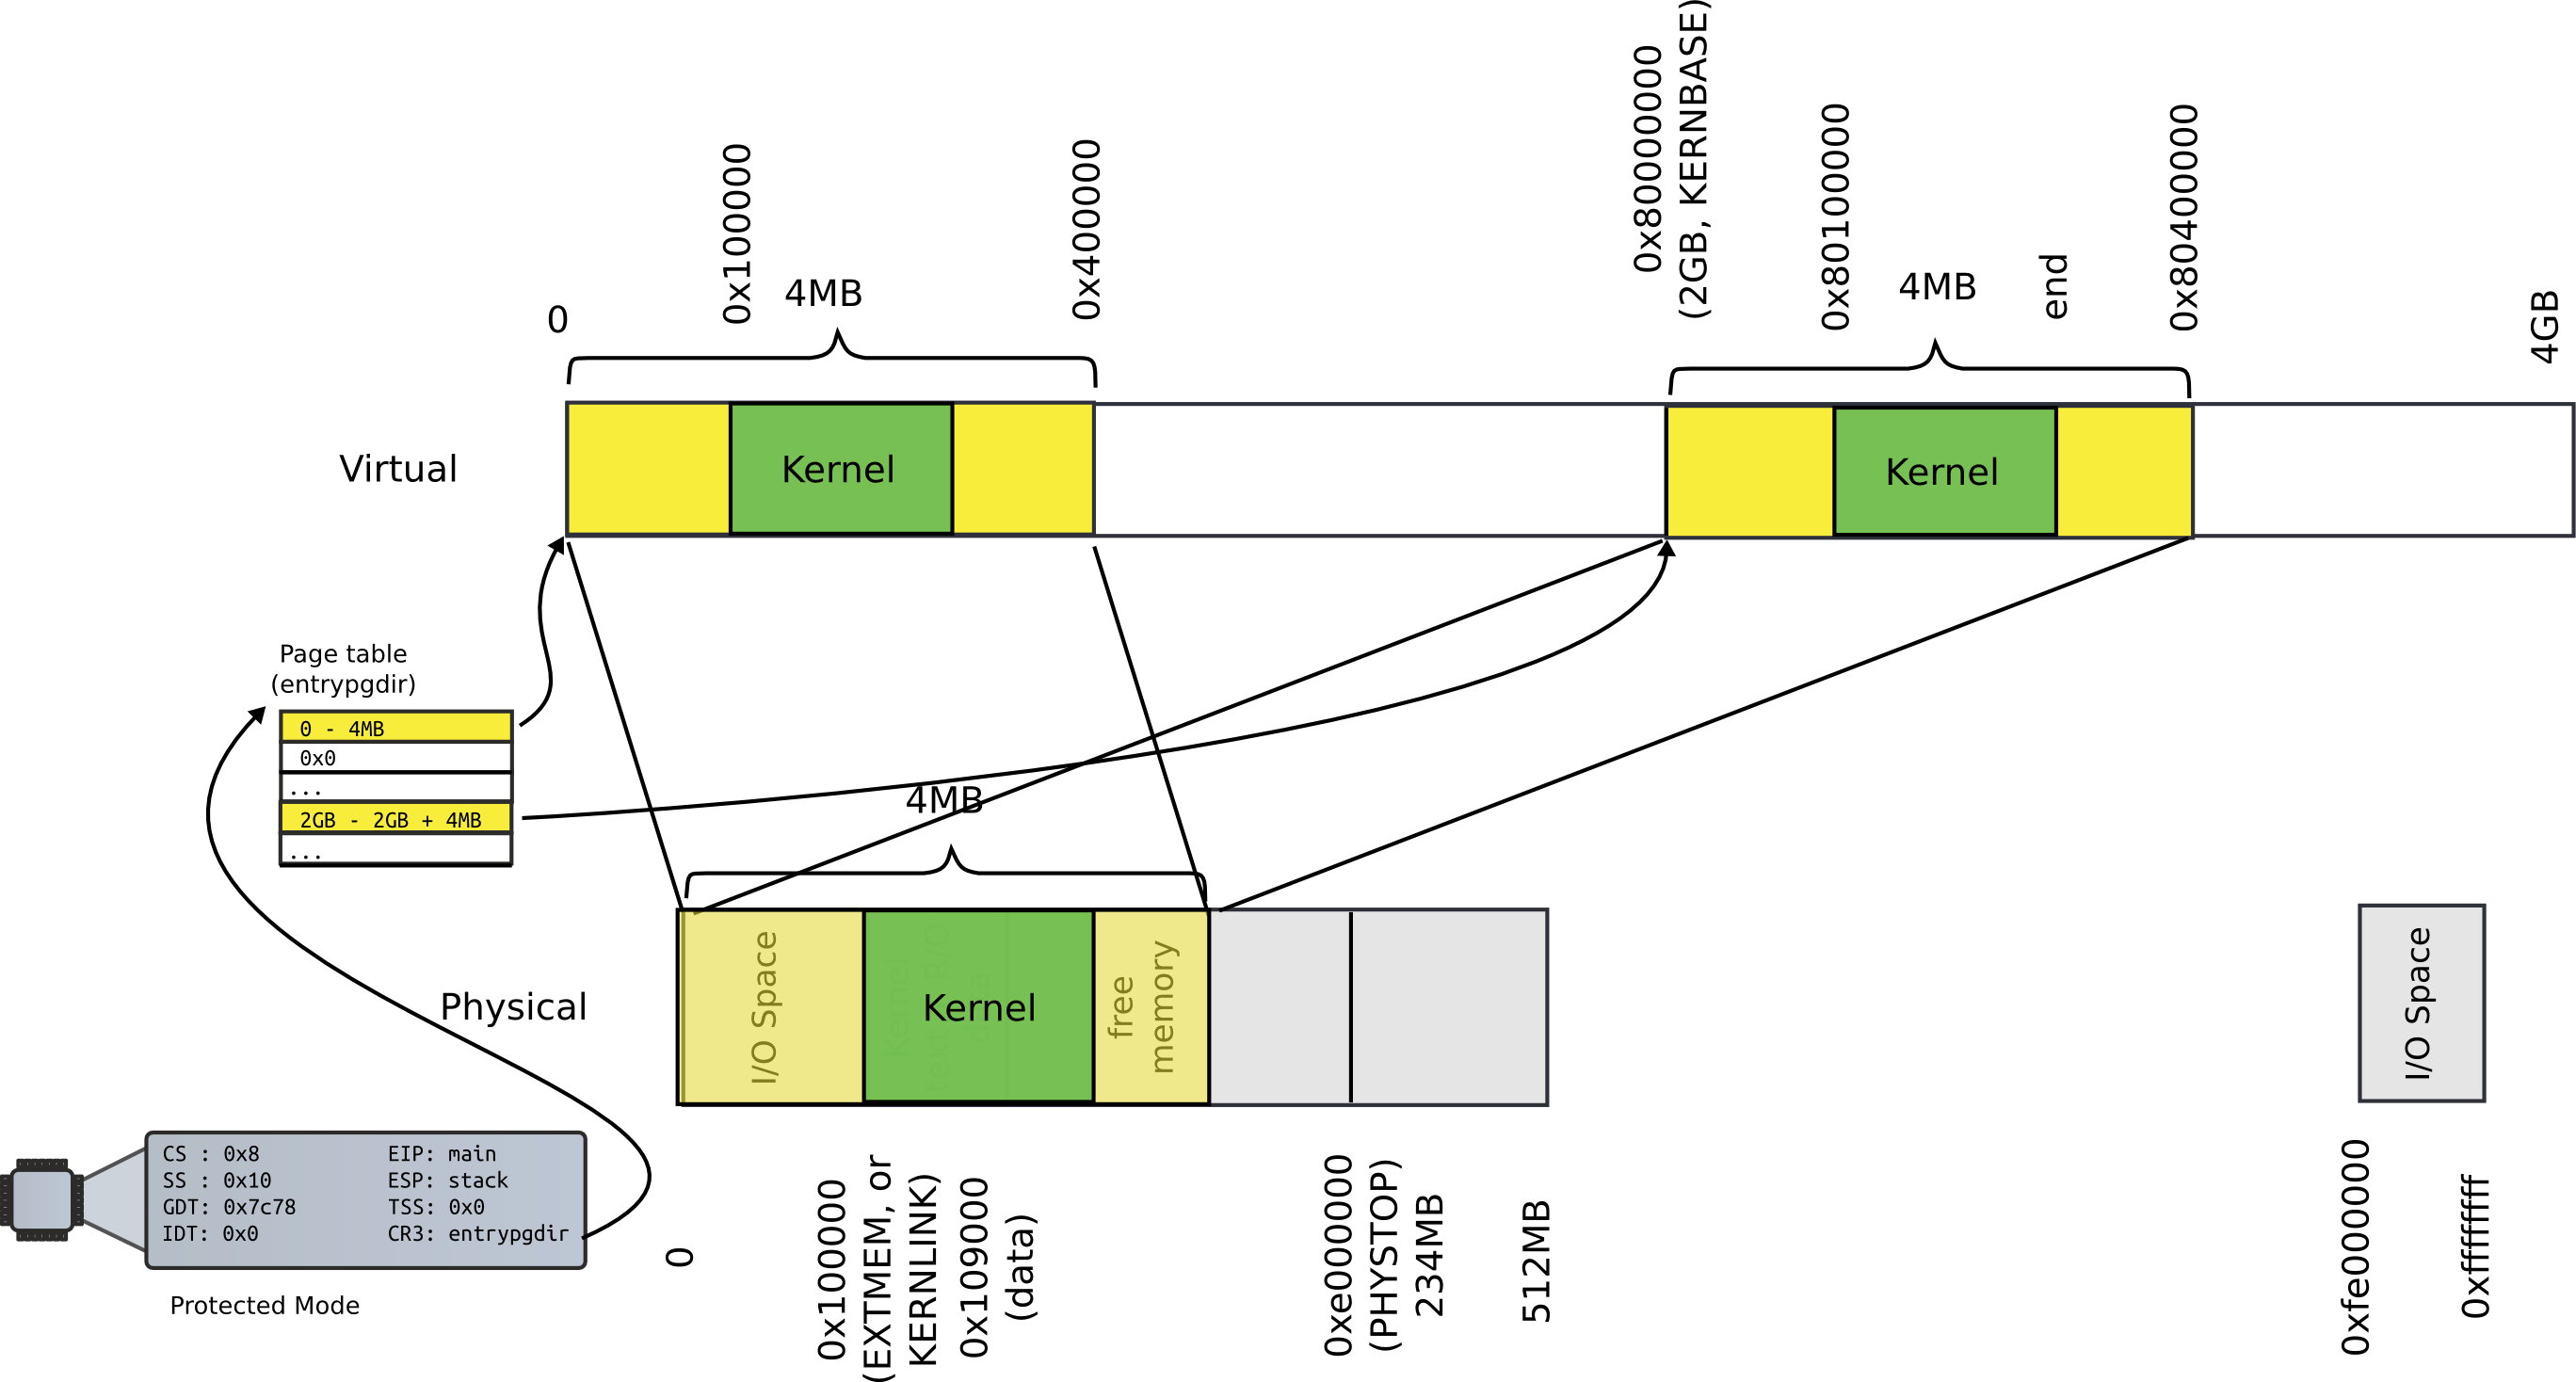 0x80000000
(2GB, KERNBASE)
0x100000
0x400000
0x80100000
end
0x80400000
4GB
0
4MB
4MB
Virtual
Kernel
Kernel
Page table
(entrypgdir)
0 - 4MB
0x0
...
2GB - 2GB + 4MB
...
4MB
Physical
I/O Space
Kernel
free
memory
I/O Space
CS : 0x8
SS : 0x10
GDT: 0x7c78
IDT: 0x0
EIP: main
ESP: stack
TSS: 0x0
CR3: entrypgdir
Protected Mode
0
0x100000
(EXTMEM, or
KERNLINK)
0x109000
(data)
0xe000000
(PHYSTOP)
234MB
512MB
0xfe000000
0xffffffff